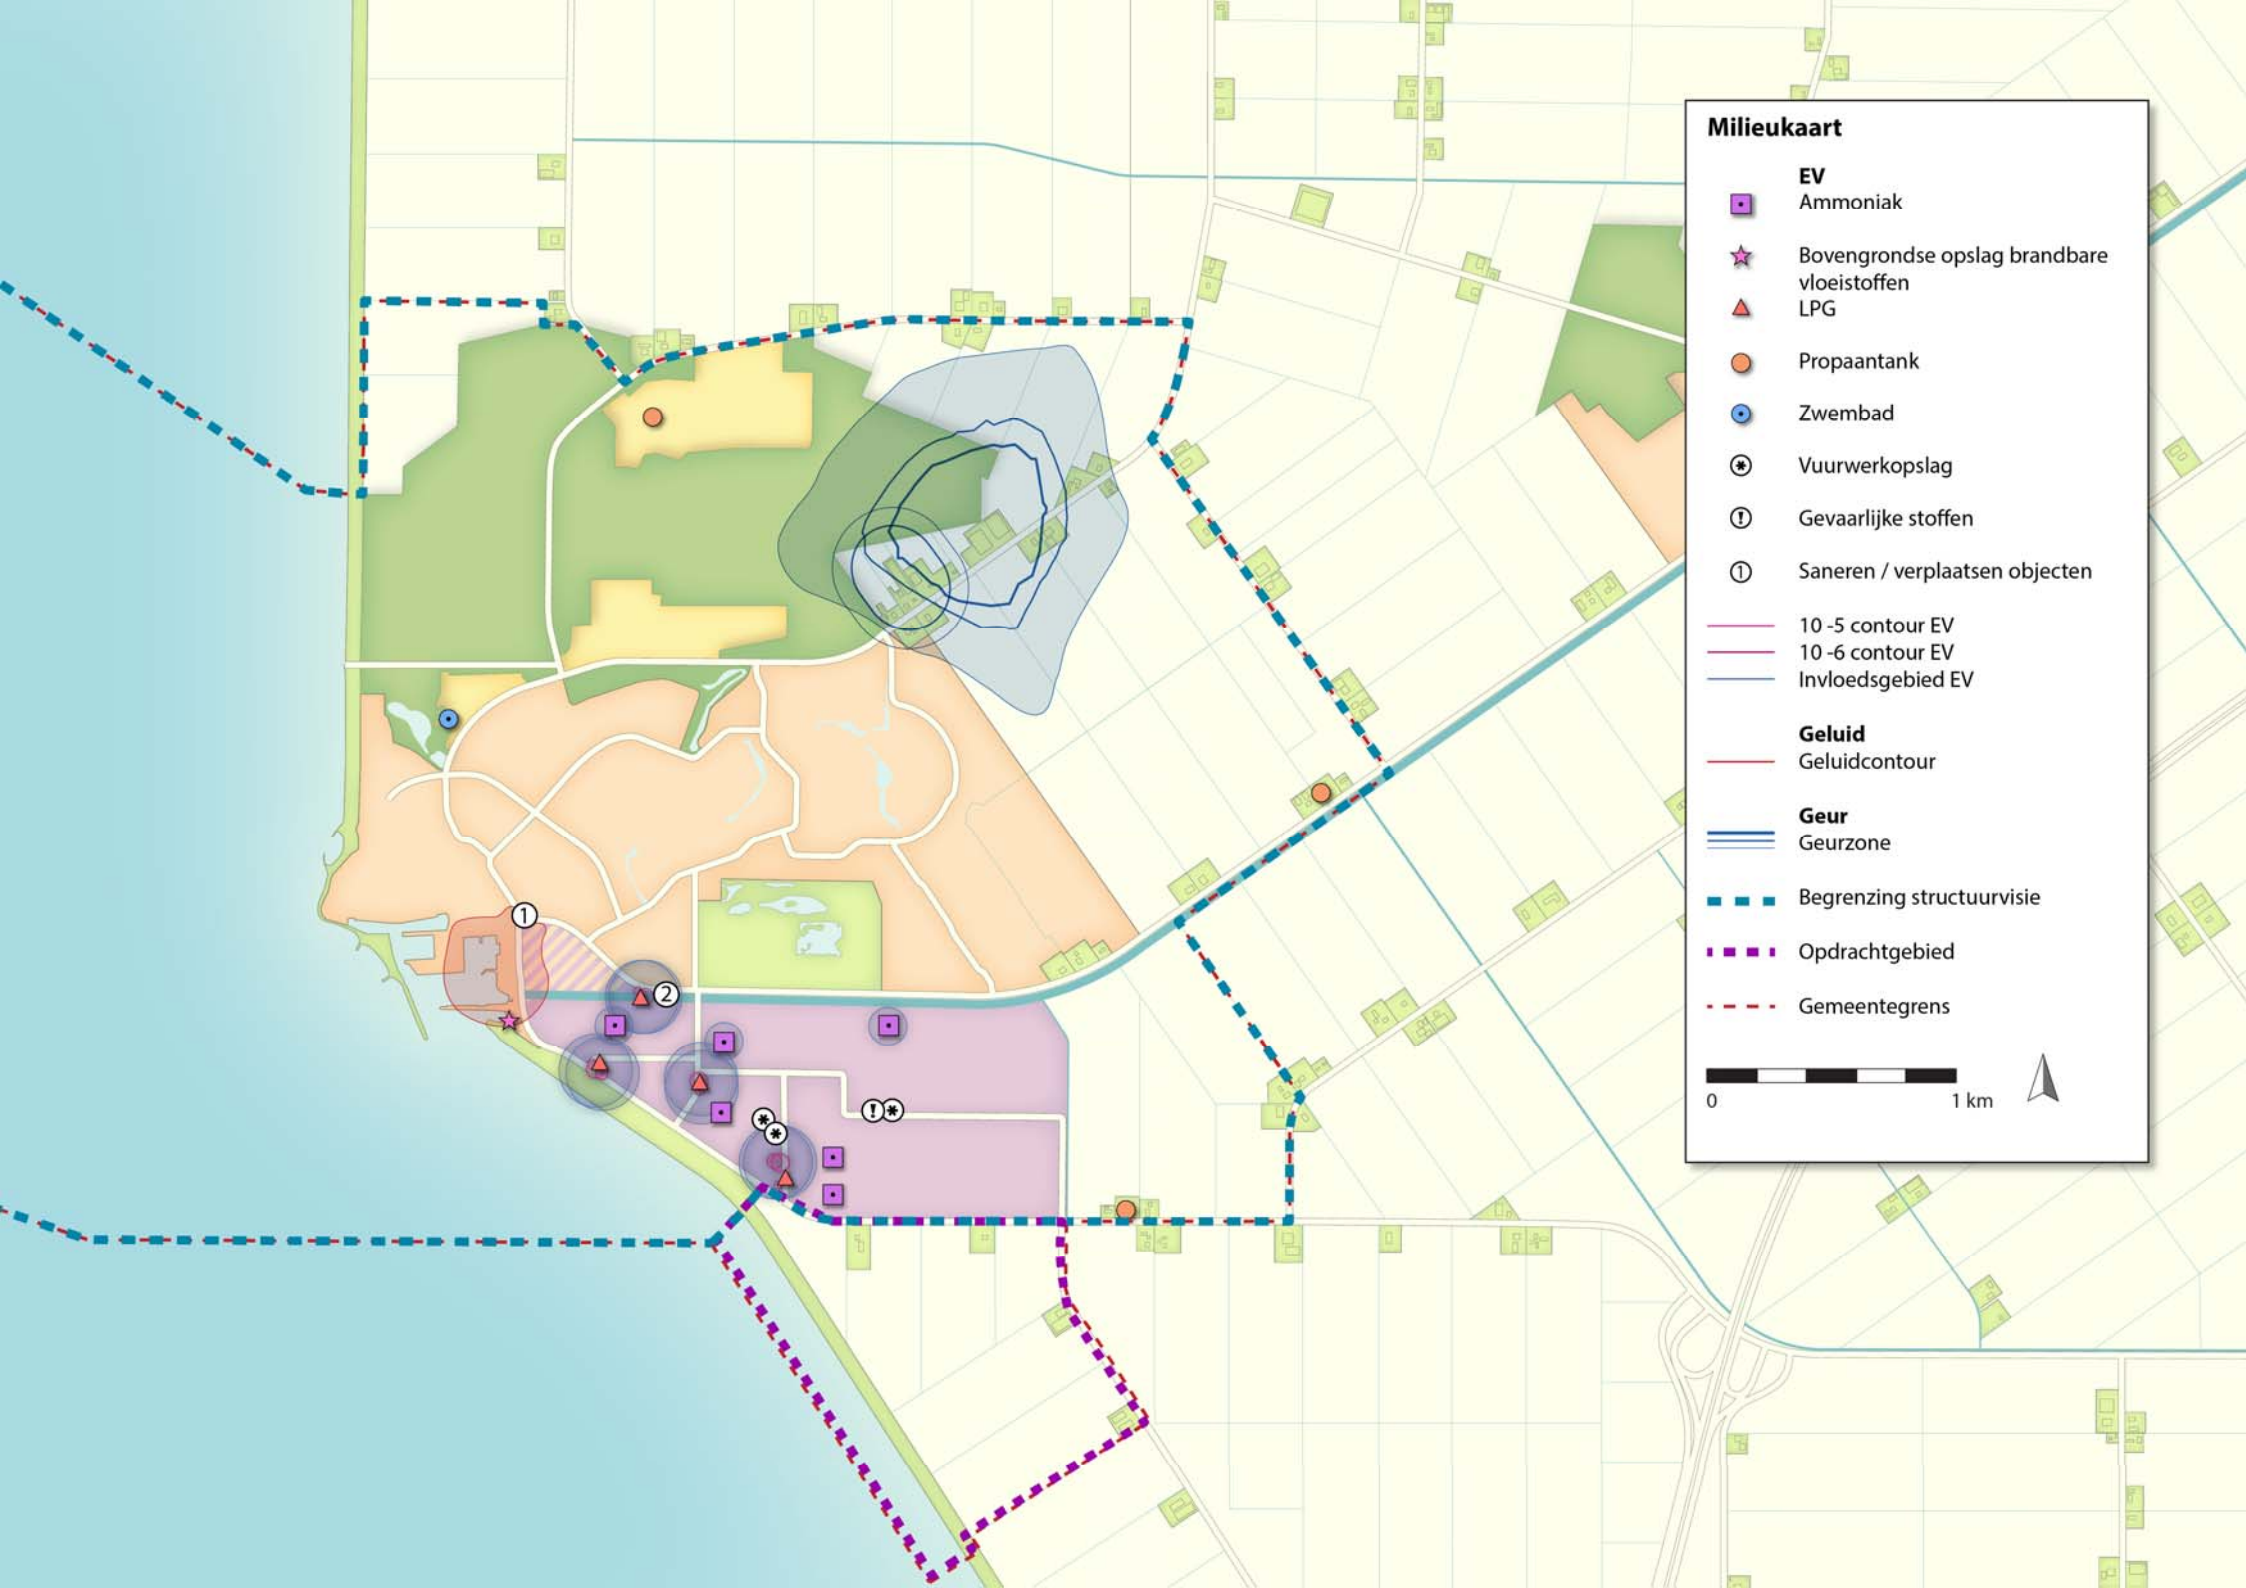 Milieukaart
EV
Ammoniak
Bovengrondse opslag brandbare
vloeistoffen
LPG
Propaantank
Zwembad
Vuurwerkopslag
! Gevaarlijke stoffen
1 Saneren / verplaatsen objecten
10 -5 contour EV
10 -6 contour EV
Invloedsgebied EV
Geluid
Geluidcontour
Geur
Geurzone
Begrenzing structuurvisie
Opdrachtgebied
Gemeentegrens
0 1 km
1
2
!